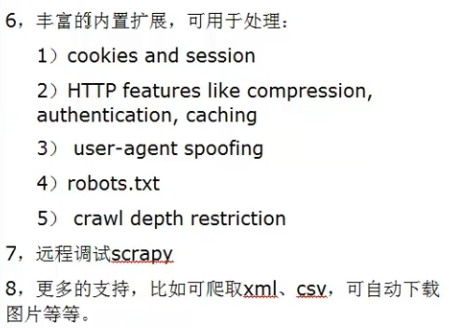 6，丰富的内置扩展，可用于处理：
1）cookies and session
2）HTTP features like compression,
authentication, caching
3） user-agent spoofing
4）robots.txt
5） crawl depth restriction
7，远程调试scrapy
8，更多的支持，比如可爬取xml、csv，可自动下载
图片等等。